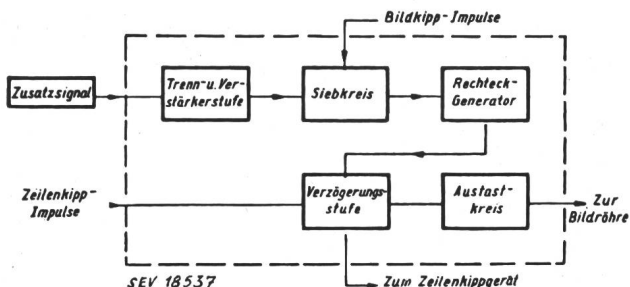 Bildkipp-Impulse
Zusatzsignal
Trenn-u. Ver-
stärkerstufe
Siebkreis
Rechteck-
Generator
Zeilenkipp-
Impulse
Verzögerungs-
stufe
Austast-
kreis
Zur
Bildröhre
SEV 18537
Zum Zeilenkippgerät